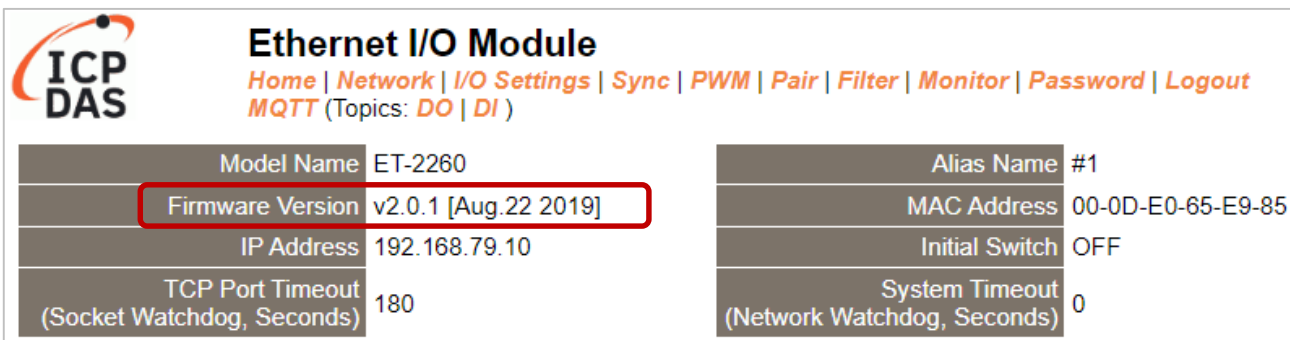 ICP
DAS
Ethernet I/O Module
Home | Network | I/O Settings | Sync | PWM | Pair | Filter | Monitor | Password | Logout
MQTT (Topics: DO | DI )
Model Name ET-2260 Alias Name #1
Firmware Version v2.0.1 [Aug.22 2019] MAC Address 00-0D-E0-65-E9-85
IP Address 192.168.79.10 Initial Switch OFF
TCP Port Timeout
(Socket Watchdog, Seconds) 180
System Timeout
(Network Watchdog, Seconds) 0